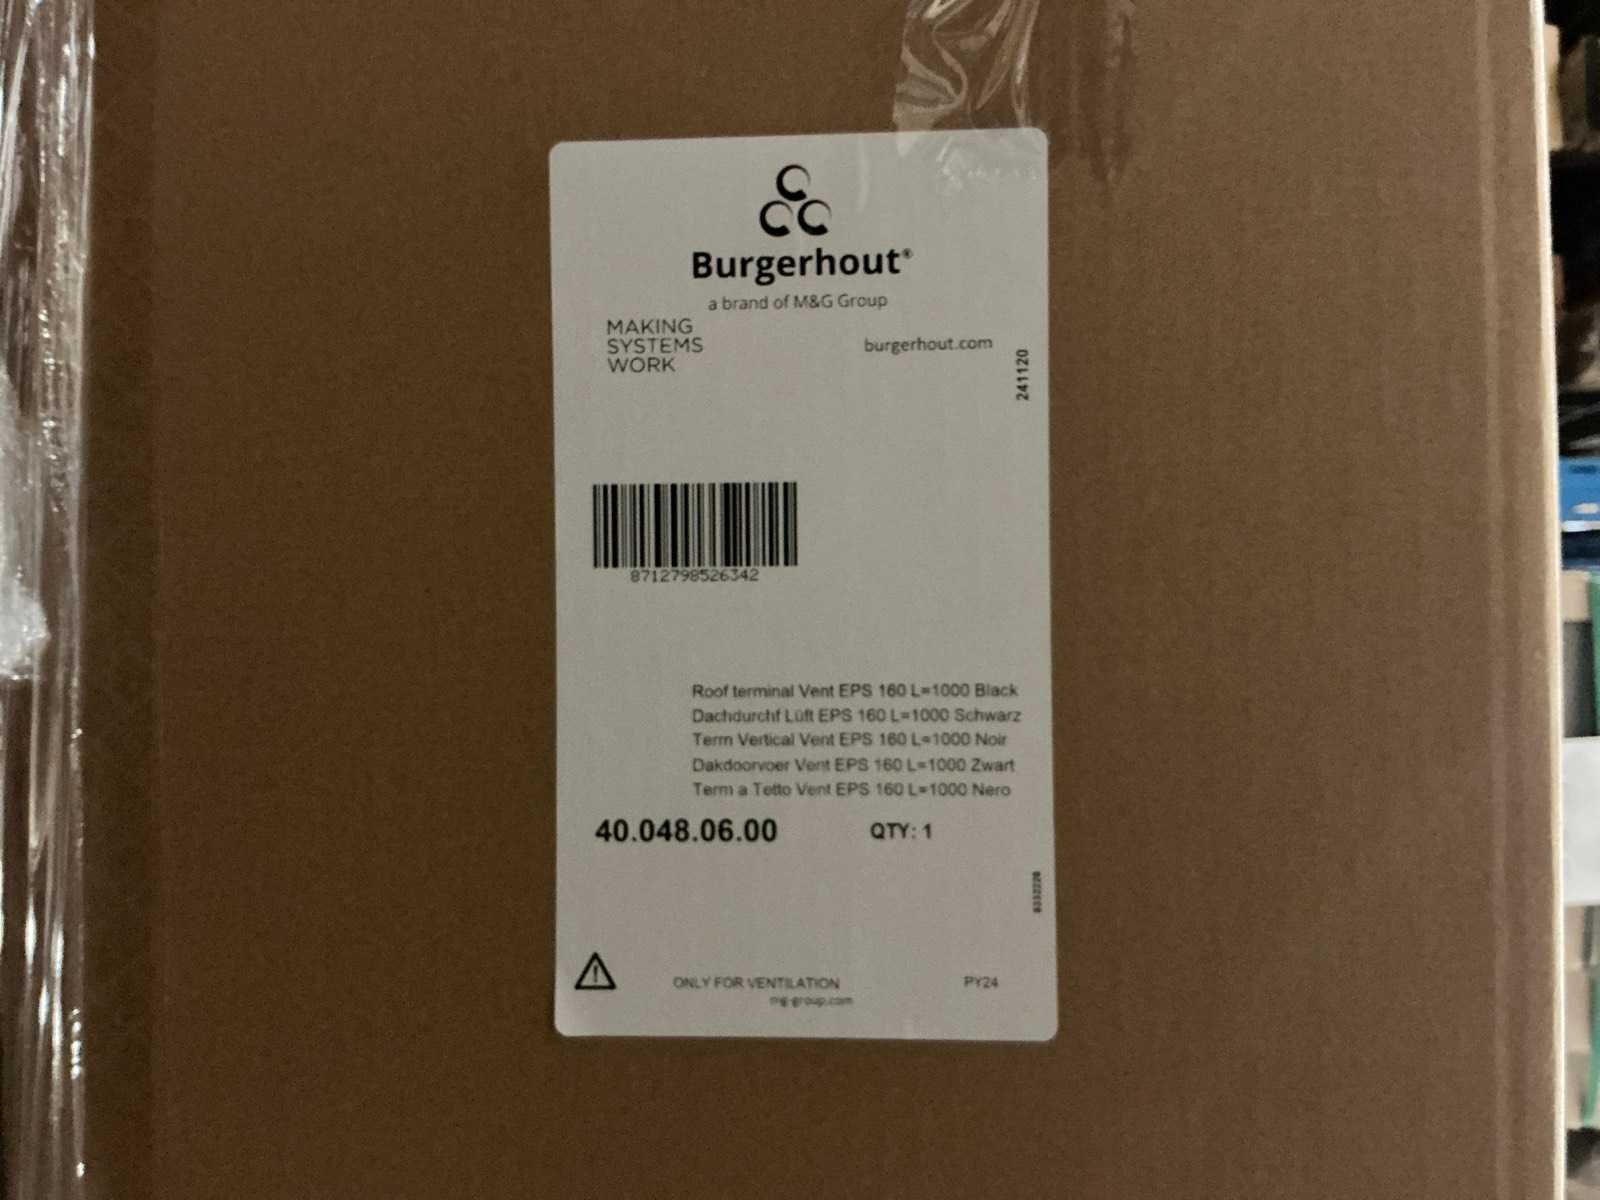 Burgerhout®
a brand of M&G Group
MAKING
SYSTEMS
WORK
burgerhout.com
241120
8712798526342
Roof terminal Vent EPS 160 L=1000 Black
Dachdurchf Lüft EPS 160 L=1000 Schwarz
Term Vertical Vent EPS 160 L=1000 Noir
Dakdoorvoer Vent EPS 160 L=1000 Zwart
Term a Tetto Vent EPS 160 L=1000 Nero
40.048.06.00 QTY: 1
ONLY FOR VENTILATION PY24
mg-group.com